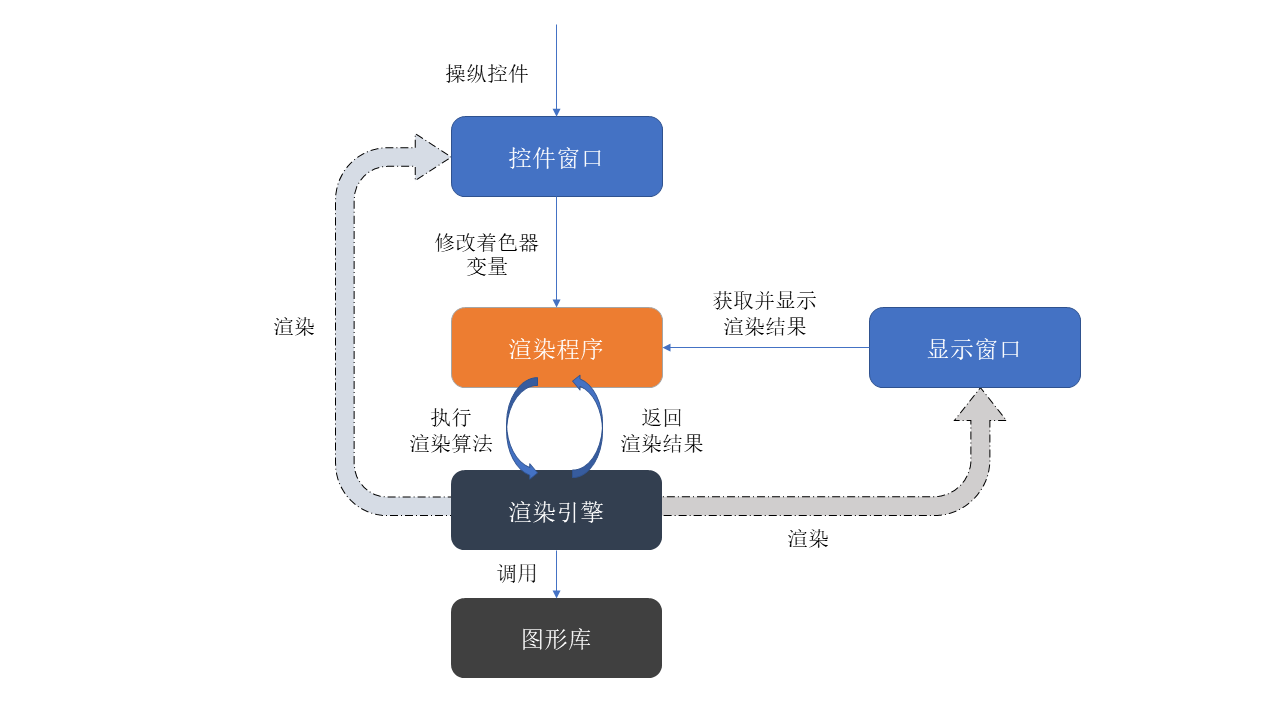 操纵控件
控件窗口
修改着色器
变量
获取并显示
渲染结果
渲染
渲染程序
显示窗口
执行
渲染算法
返回
渲染结果
渲染引擎
渲染
调用
图形库